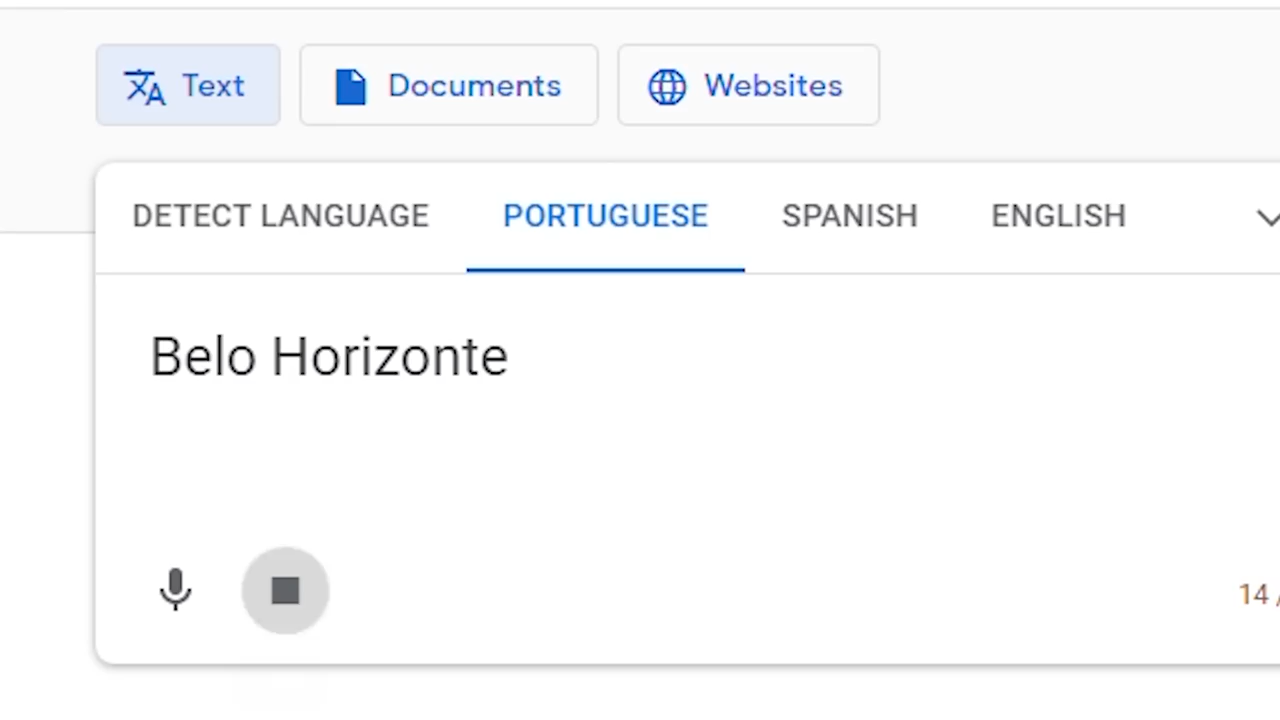 Text Documents Websites
DETECT LANGUAGE PORTUGUESE SPANISH ENGLISH
Belo Horizonte
14 /